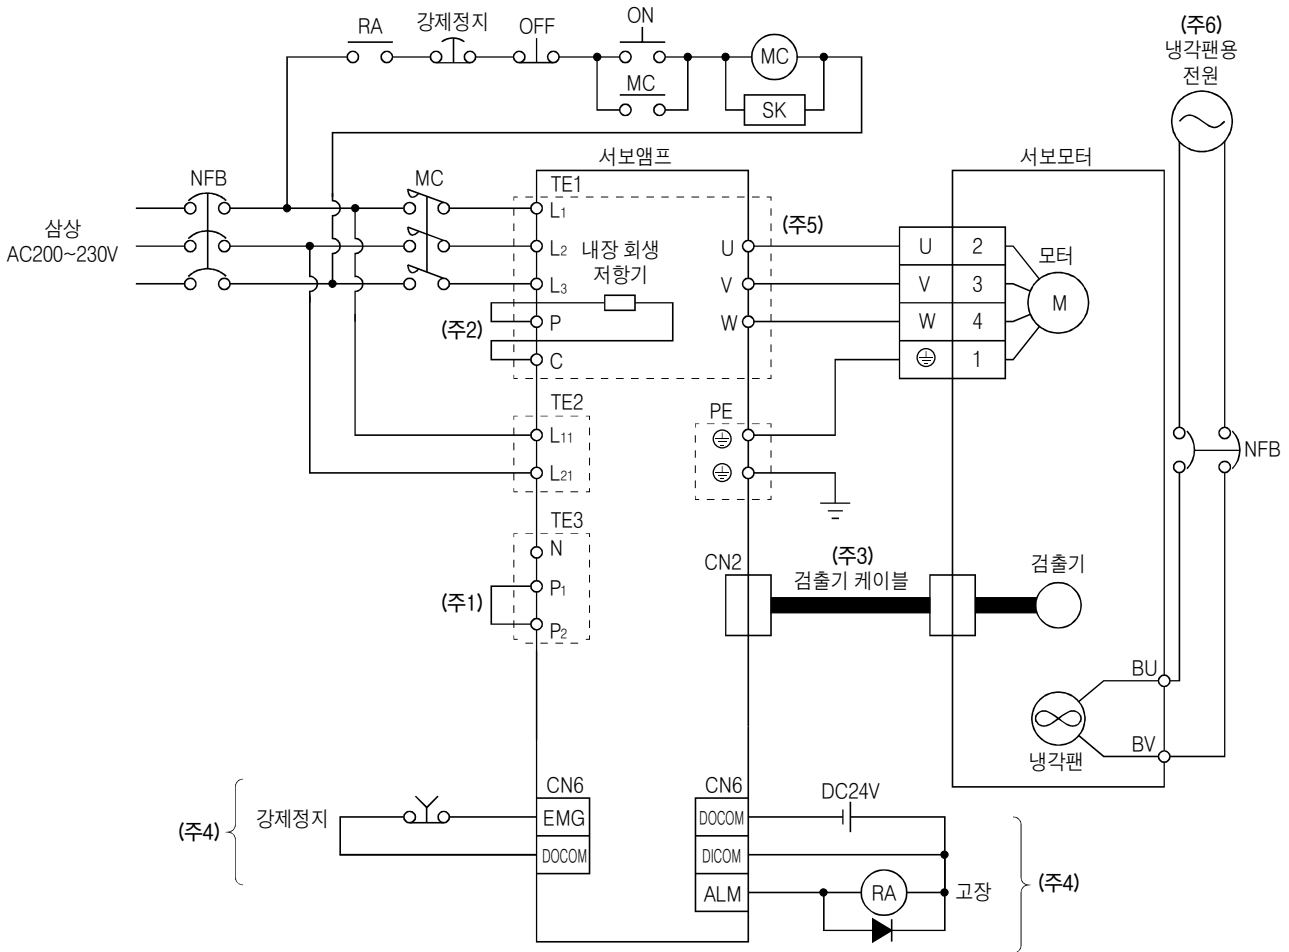 RA
강제정지
OFF
ON
MC
MC
SK
(주6)
냉각팬용
전원
서보앰프
서보모터
NFB
MC
TE1
삼상
AC200~230V
L1
L2
L3
내장 회생
저항기
(주2)
P
C
U
V
W
(주5)
U
2
V
3
W
4
1
모터
M
TE2
L11
L21
PE
NFB
TE3
N
P1
P2
(주1)
CN2
(주3)
검출기 케이블
검출기
BU
BV
냉각팬
(주4)
강제정지
CN6
EMG
DOCOM
CN6
DOCOM
DICOM
ALM
DC24V
RA
고장
(주4)